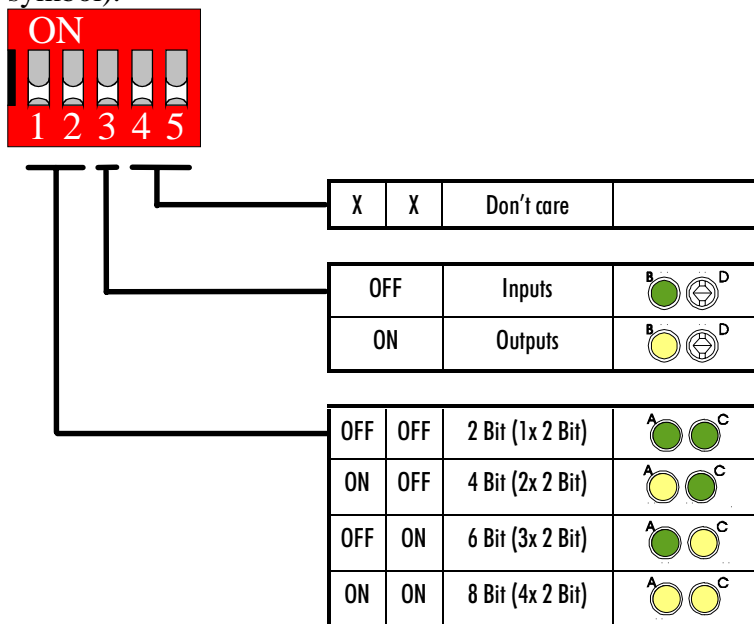 symbol).
ON
1 2 3 4 5
X X Don't care
OFF Inputs B D
ON Outputs B D
OFF OFF 2 Bit (1x 2 Bit) A C
ON OFF 4 Bit (2x 2 Bit) A C
OFF ON 6 Bit (3x 2 Bit) A C
ON ON 8 Bit (4x 2 Bit) A C